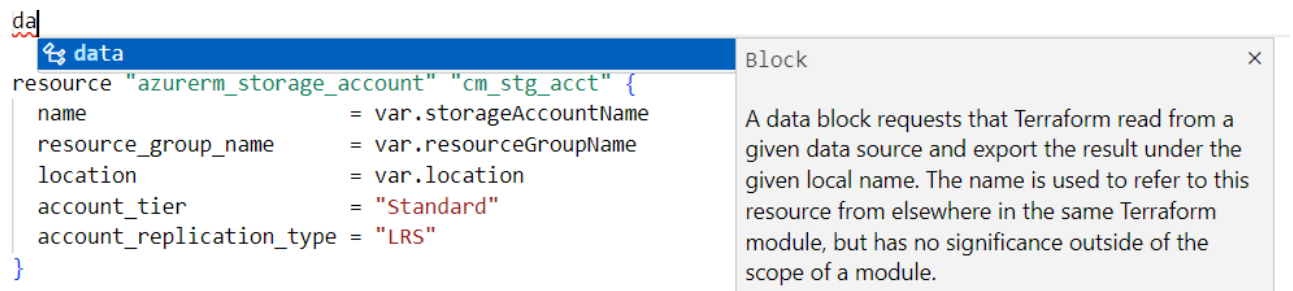 da
data
resource "azurerm_storage_account" "cm_stg_acct" {
  name                       = var.storageAccountName
  resource_group_name      = var.resourceGroupName
  location                 = var.location
  account_tier             = "Standard"
  account_replication_type = "LRS"
}
Block
A data block requests that Terraform read from a
given data source and export the result under the
given local name. The name is used to refer to this
resource from elsewhere in the same Terraform
module, but has no significance outside of the
scope of a module.